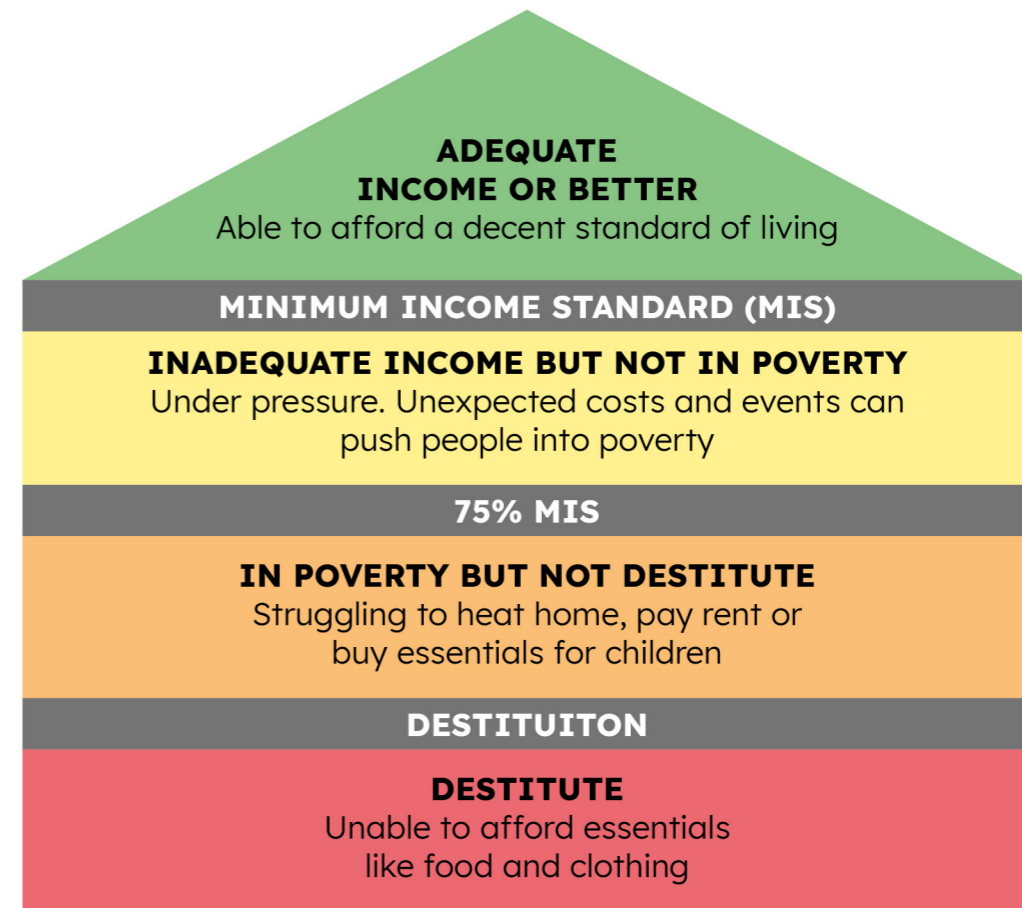 ADEQUATE
INCOME OR BETTER
Able to afford a decent standard of living
MINIMUM INCOME STANDARD (MIS)
INADEQUATE INCOME BUT NOT IN POVERTY
Under pressure. Unexpected costs and events can
push people into poverty
75% MIS
IN POVERTY BUT NOT DESTITUTE
Struggling to heat home, pay rent or
buy essentials for children
DESTITUITON
DESTITUTE
Unable to afford essentials
like food and clothing